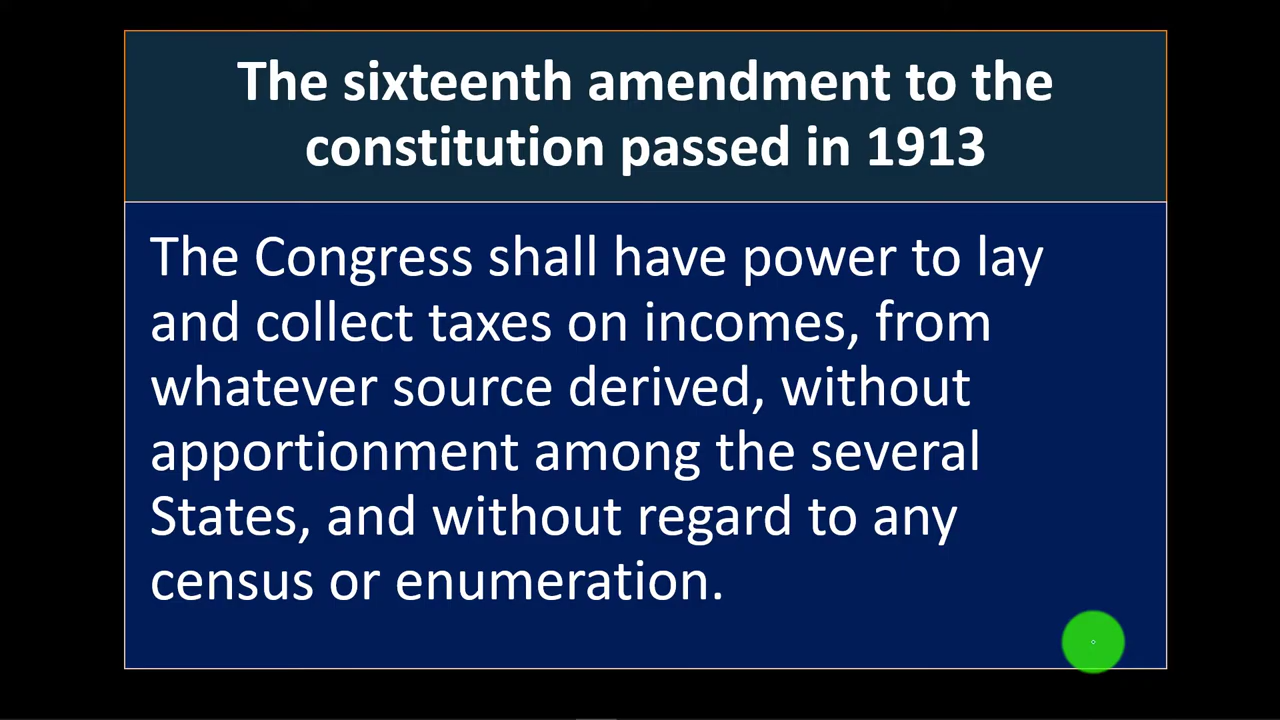 The sixteenth amendment to the
constitution passed in 1913
The Congress shall have power to lay
and collect taxes on incomes, from
whatever source derived, without
apportionment among the several
States, and without regard to any
census or enumeration.